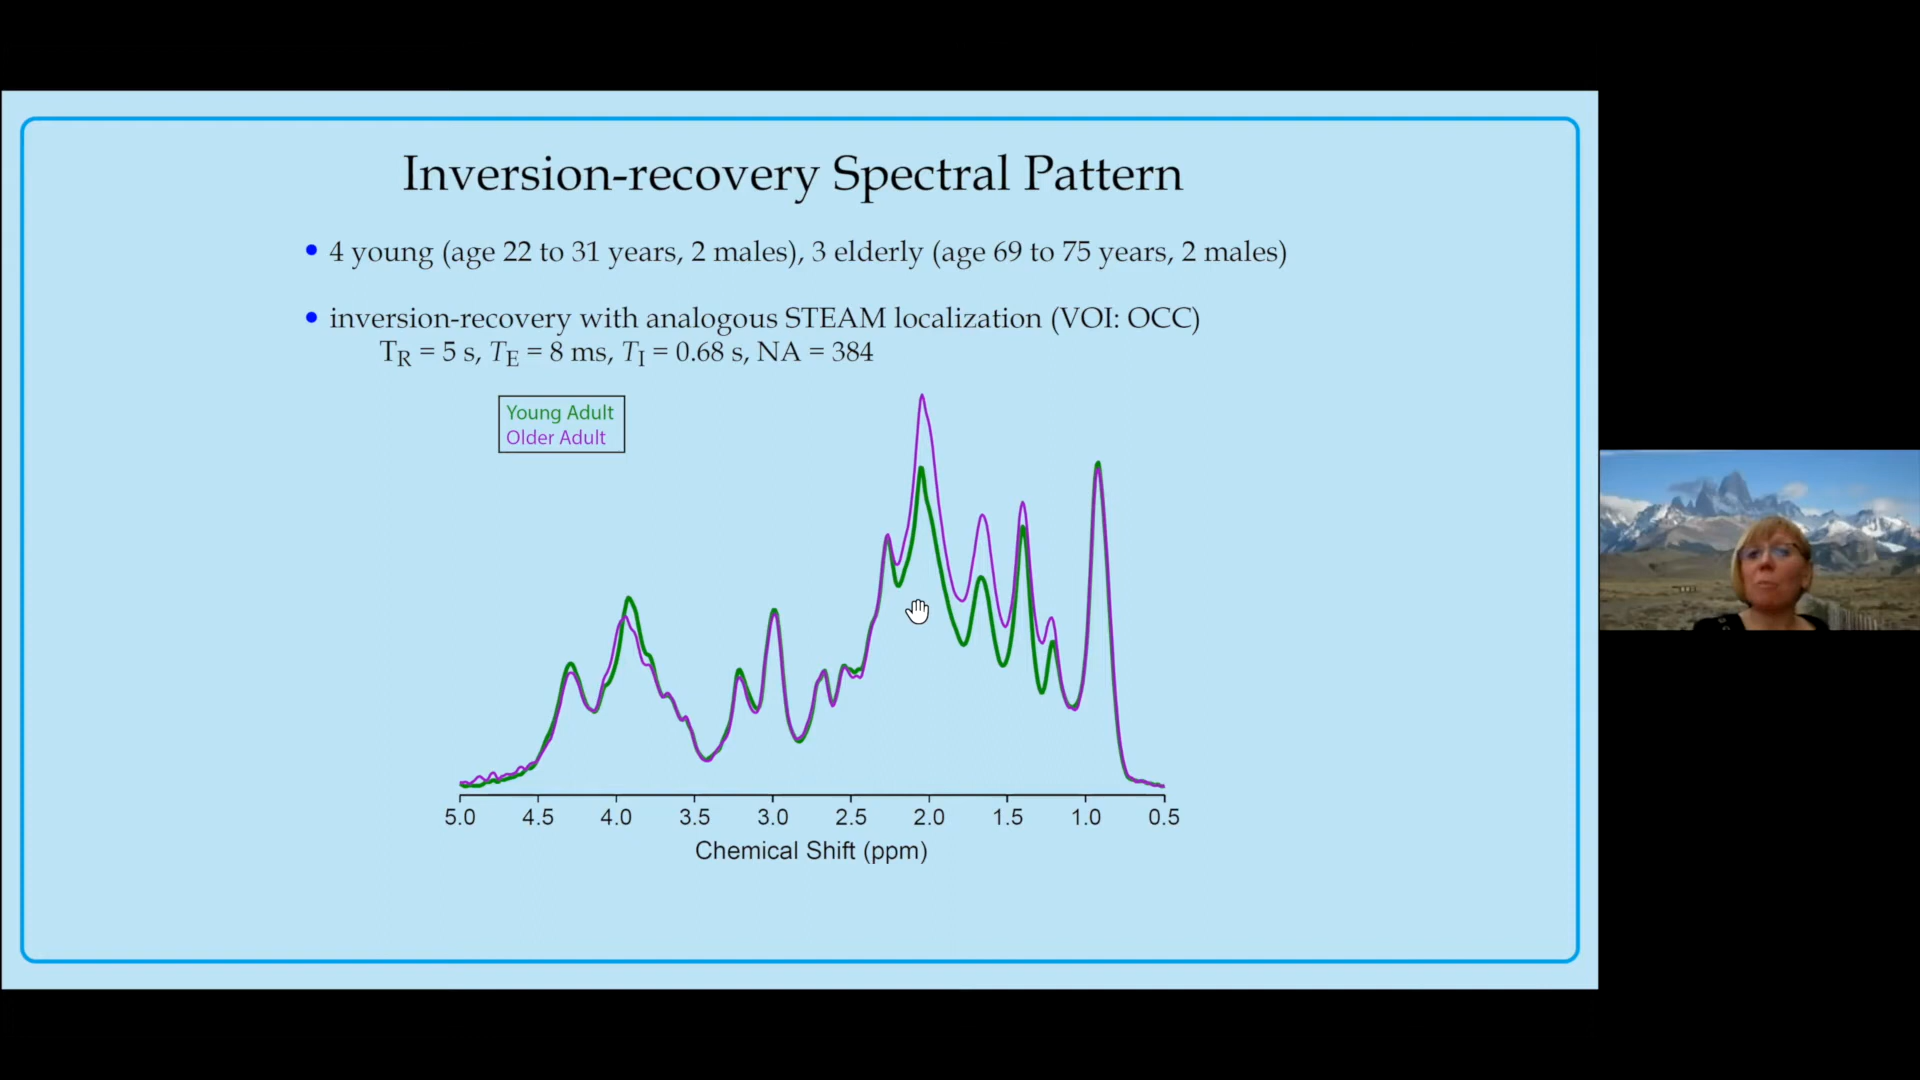 Inversion-recovery Spectral Pattern
• 4 young (age 22 to 31 years, 2 males), 3 elderly (age 69 to 75 years, 2 males)
• inversion-recovery with analogous STEAM localization (VOI: OCC)
TR = 5 s, TE = 8 ms, TI = 0.68 s, NA = 384
Young Adult
Older Adult
5.0 4.5 4.0 3.5 3.0 2.5 2.0 1.5 1.0 0.5
Chemical Shift (ppm)